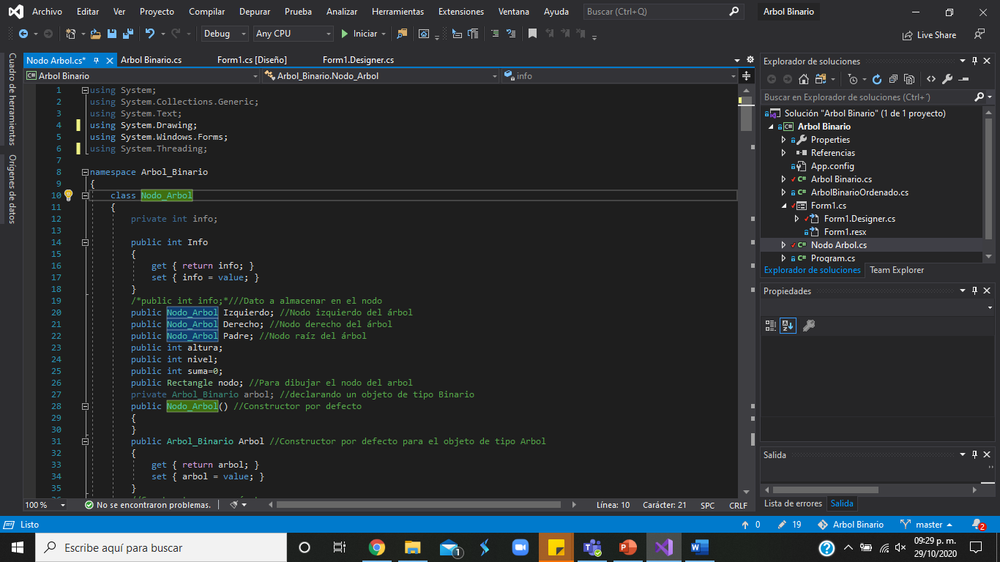 Archivo Editar Ver Proyecto Compilar Depurar Prueba Analizar Herramientas Extensiones Ventana Ayuda Buscar (Ctrl+Q) Arbol Binario
Debug Any CPU Iniciar Live Share
Cuadro de herramientas
Orígenes de datos
Nodo Arbol.cs* Arbol Binario.cs Form1.cs [Diseño] Form1.Designer.cs
Arbol Binario Arbol_Binario.Nodo_Arbol info
1 using System;
2 using System.Collections.Generic;
3 using System.Text;
4 using System.Drawing;
5 using System.Windows.Forms;
6 using System.Threading;
7
8 namespace Arbol_Binario
9 {
10 class Nodo_Arbol
11 {
12 private int info;
13
14 public int Info
15 {
16 get { return info; }
17 set { info = value; }
18 }
19 /*public int info;*///Dato a almacenar en el nodo
20 public Nodo_Arbol Izquierdo; //Nodo izquierdo del árbol
21 public Nodo_Arbol Derecho; //Nodo derecho del árbol
22 public Nodo_Arbol Padre; //Nodo raíz del árbol
23 public int altura;
24 public int nivel;
25 public int suma=0;
26 public Rectangle nodo; //Para dibujar el nodo del arbol
27 private Arbol_Binario arbol; //declarando un objeto de tipo Binario
28 public Nodo_Arbol() //Constructor por defecto
29 {
30 }
31 public Arbol_Binario Arbol //Constructor por defecto para el objeto de tipo Arbol
32 {
33 get { return arbol; }
34 set { arbol = value; }
35 }
100 % No se encontraron problemas. Línea: 10 Carácter: 21 SPC CRLF
Explorador de soluciones
Buscar en Explorador de soluciones (Ctrl+´)
Solución "Arbol Binario" (1 de 1 proyecto)
Arbol Binario
Properties
Referencias
App.config
Arbol Binario.cs
ArbolBinarioOrdenado.cs
Form1.cs
Form1.Designer.cs
Form1.resx
Nodo Arbol.cs
Program.cs
Explorador de soluciones Team Explorer
Propiedades
Salida
Lista de errores Salida
Listo 0 19 Arbol Binario master 2
Escribe aquí para buscar 1 09:29 p. m.
29/10/2020